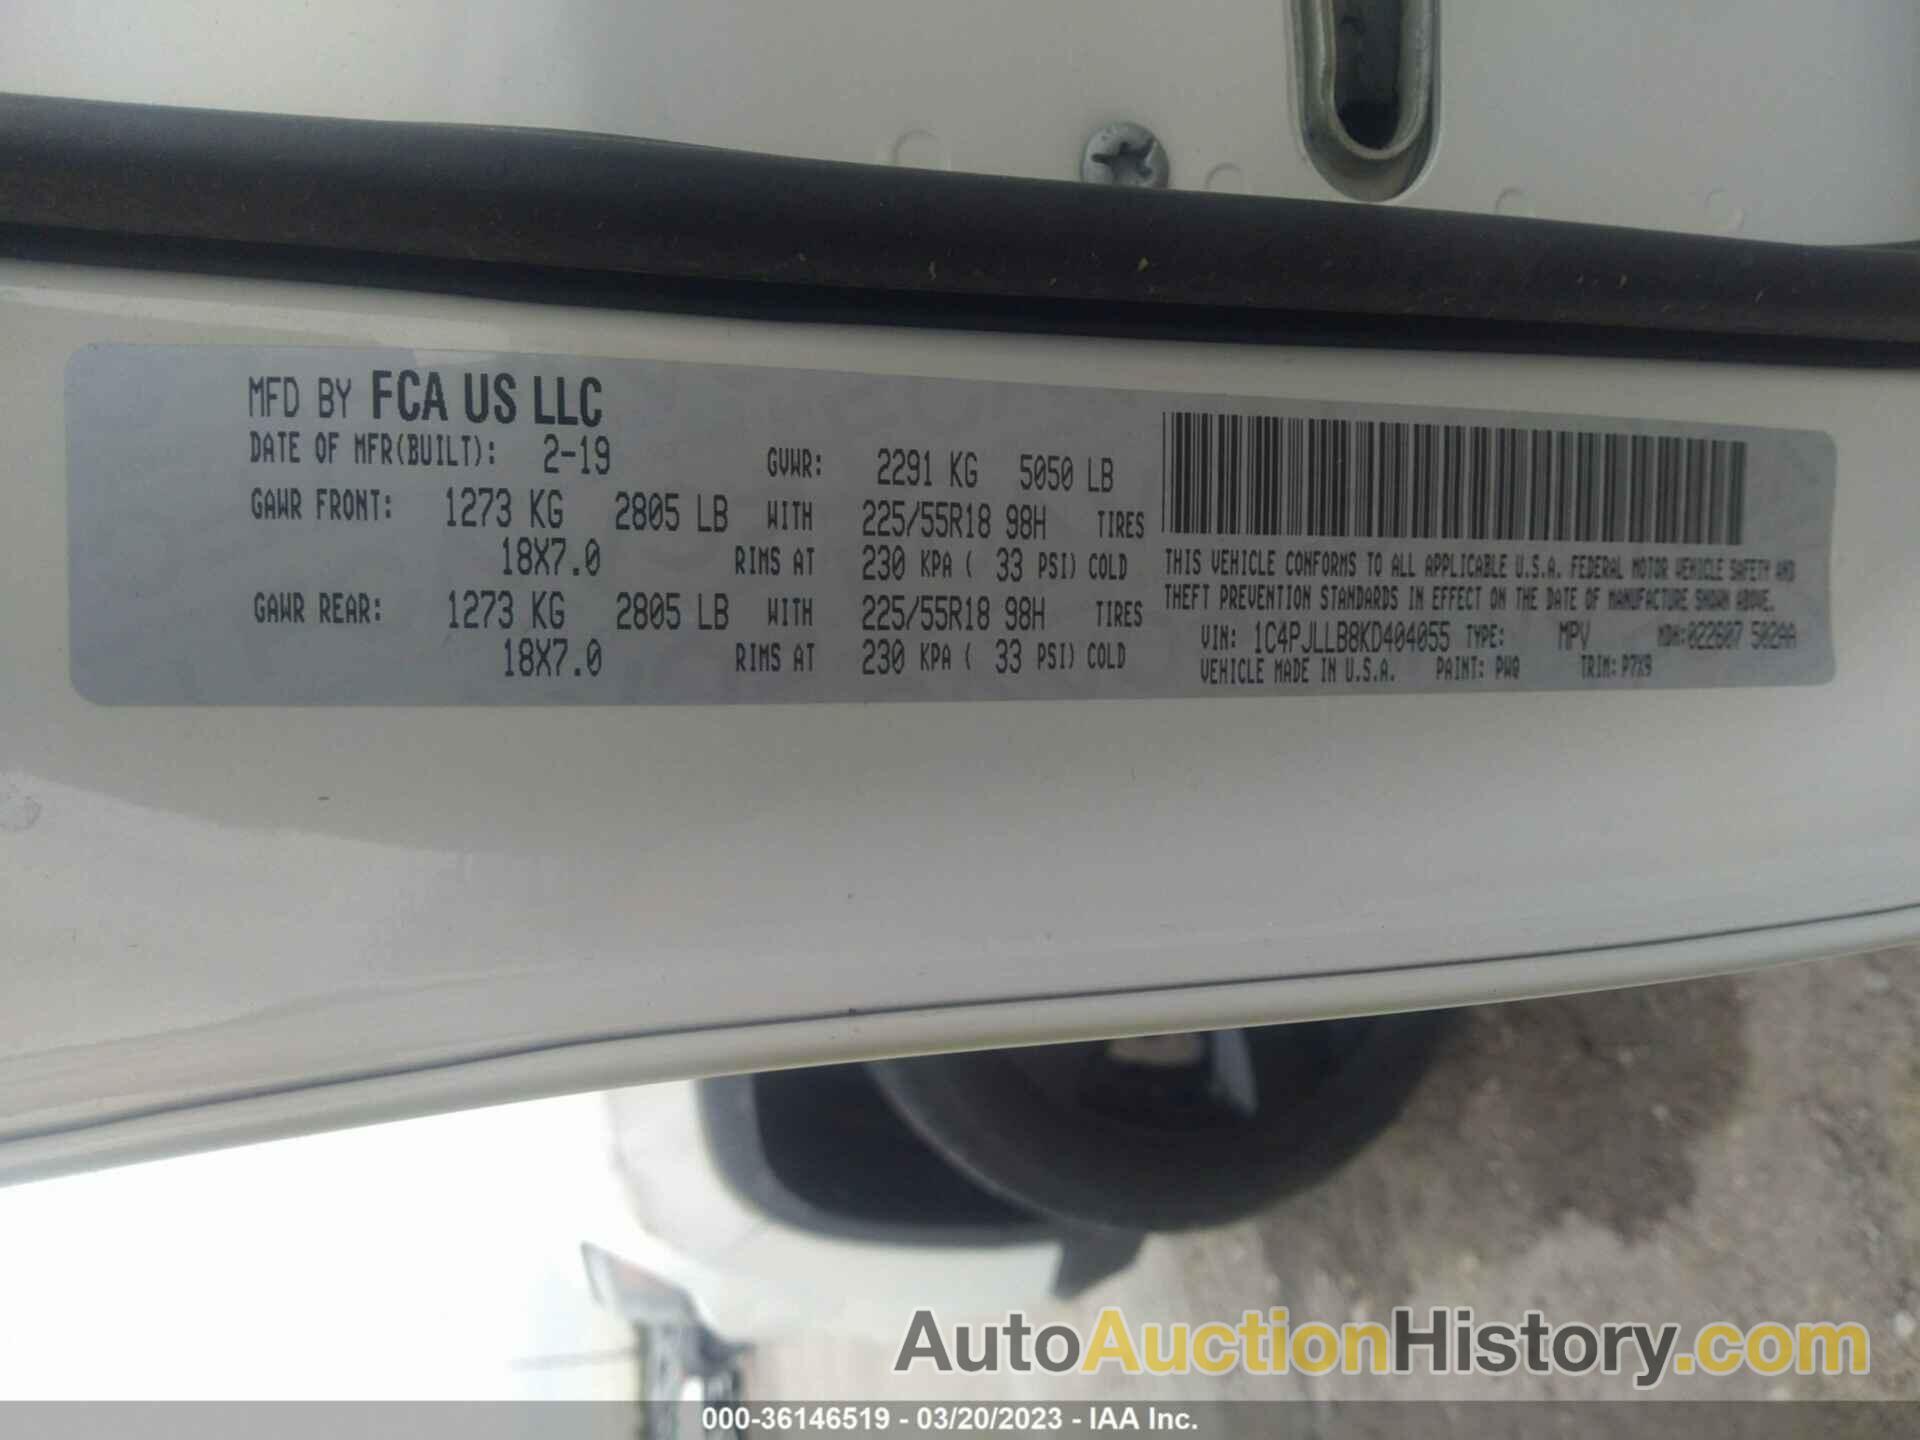 MFD BY FCA US LLC
DATE OF MFR(BUILT): 2-19 GVWR: 2291 KG 5050 LB
GAWR FRONT: 1273 KG 2805 LB WITH 225/55R18 98H TIRES
18X7.0 RIMS AT 230 KPA ( 33 PSI) COLD
GAWR REAR: 1273 KG 2805 LB WITH 225/55R18 98H TIRES
18X7.0 RIMS AT 230 KPA ( 33 PSI) COLD
THIS VEHICLE CONFORMS TO ALL APPLICABLE U.S.A. FEDERAL MOTOR VEHICLE SAFETY AND
THEFT PREVENTION STANDARDS IN EFFECT ON THE DATE OF MANUFACTURE SHOWN ABOVE.
VIN: 1C4PJLLB8KD404055 TYPE: MPV MDH:022607 502AA
VEHICLE MADE IN U.S.A. PAINT: PWQ TRIM: P7X9
AutoAuctionHistory.com
000-36146519 - 03/20/2023 - IAA Inc.